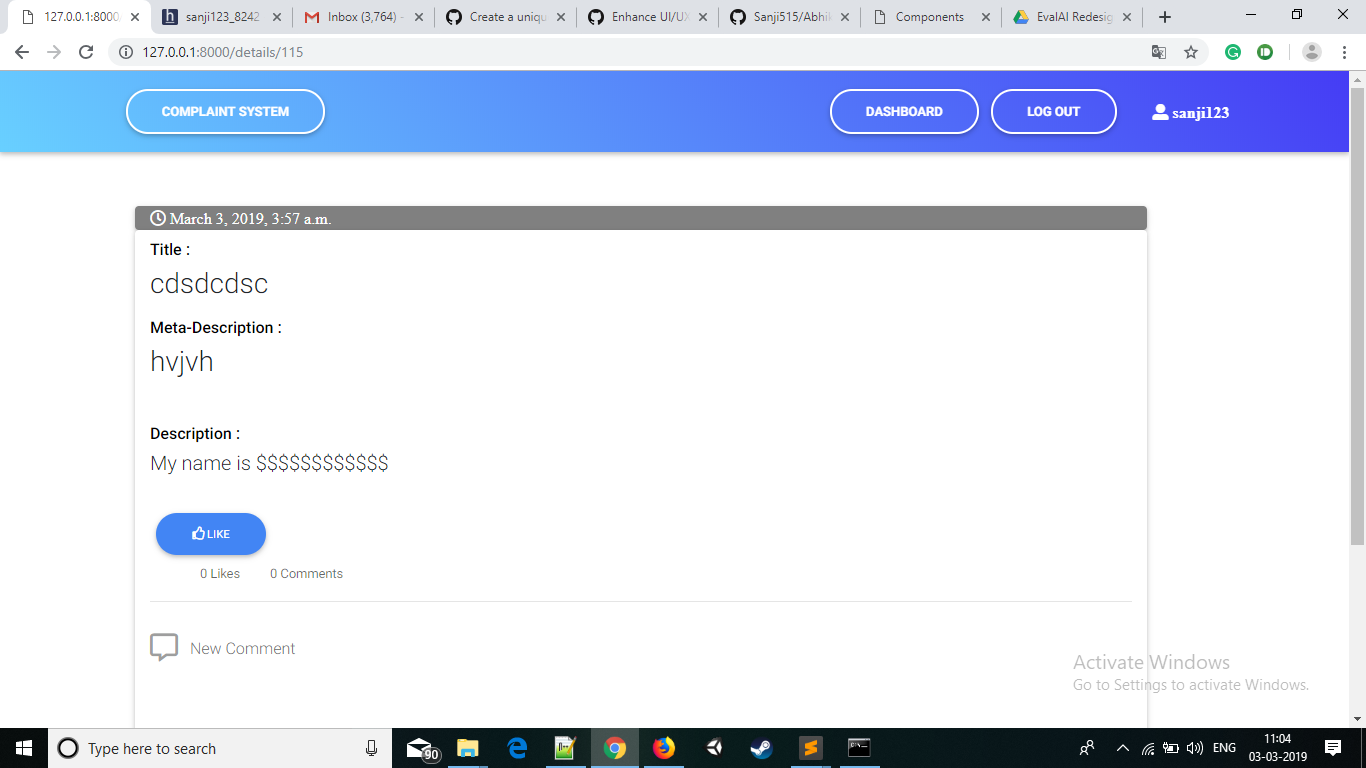 127.0.0.1:8000
sanji123_8242
Inbox (3,764) -
Create a uniqu
Enhance UI/UX
Sanji515/Abhi
Components
EvalAI Redesig
127.0.0.1:8000/details/115
COMPLAINT SYSTEM
DASHBOARD
LOG OUT
sanji123
March 3, 2019, 3:57 a.m.
Title :
cdsdcdsc
Meta-Description :
hvjvh
Description :
My name is $$$$$$$$$$$$
LIKE
0 Likes 0 Comments
New Comment
Activate Windows
Go to Settings to activate Windows.
Type here to search
90
ENG
11:04
03-03-2019